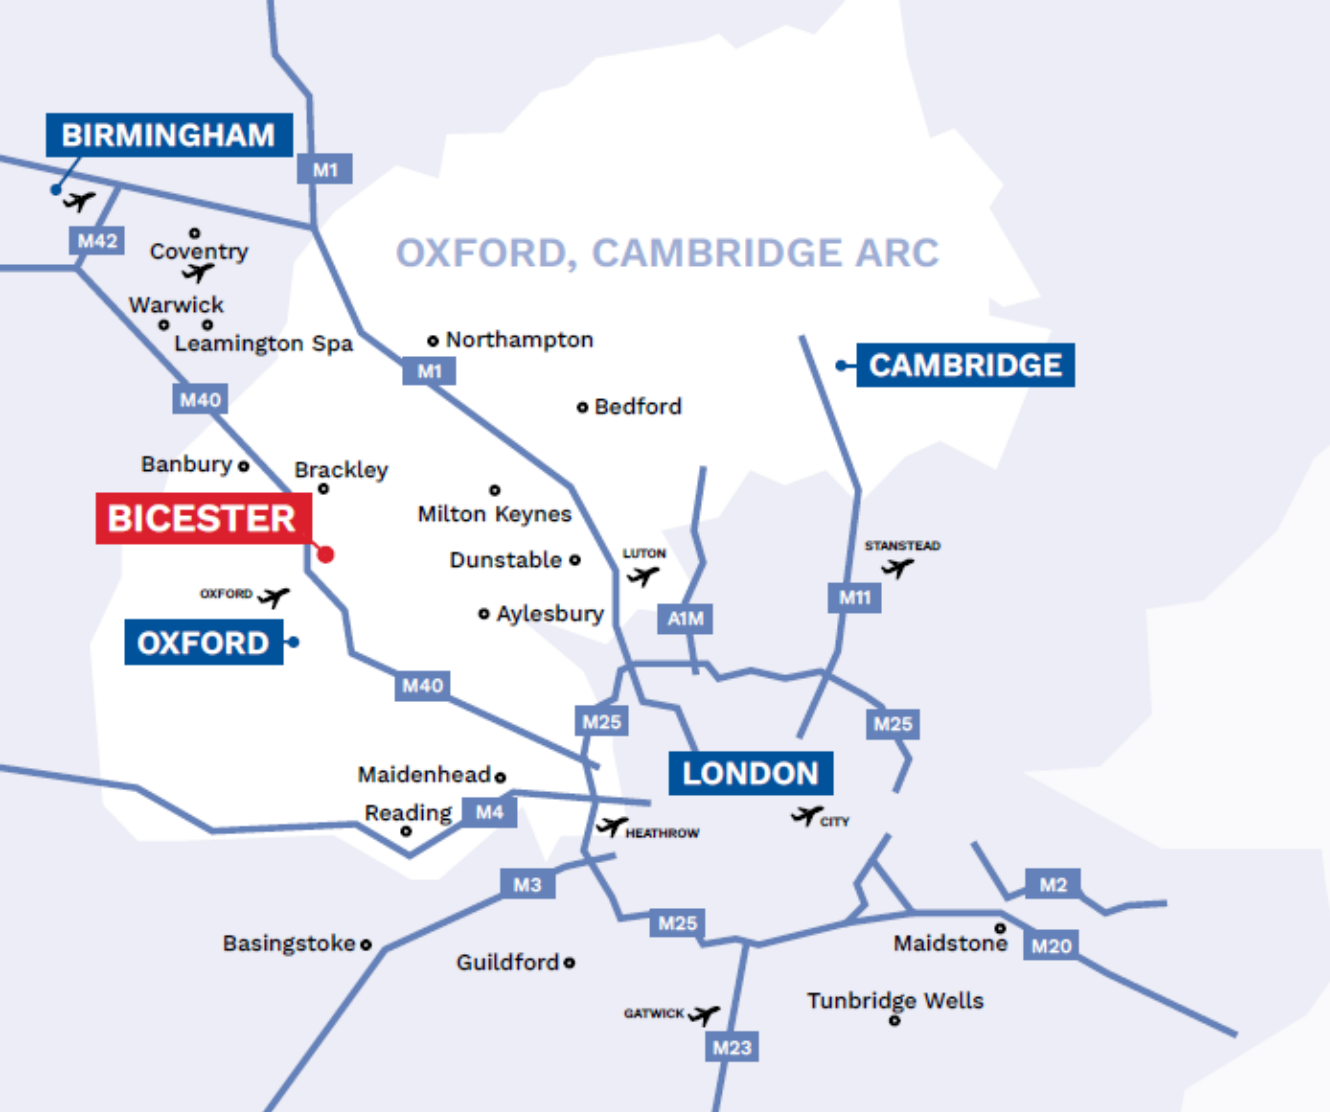 BIRMINGHAM
M1
M42
Coventry
OXFORD, CAMBRIDGE ARC
Warwick
Leamington Spa
Northampton
M1
CAMBRIDGE
M40
Bedford
Banbury
Brackley
BICESTER
Milton Keynes
STANSTEAD
LUTON
Dunstable
OXFORD
M11
Aylesbury
A1M
OXFORD
M40
M25
M25
LONDON
Maidenhead
Reading
M4
CITY
HEATHROW
M3
M2
M25
Basingstoke
Maidstone
M20
Guildford
Tunbridge Wells
GATWICK
M23